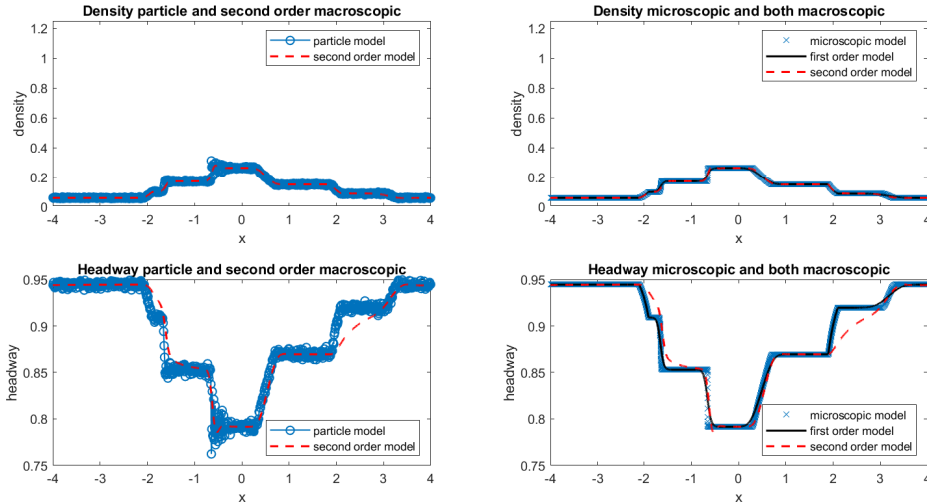 Density particle and second order macroscopic
1.2
1
0.8
0.6
0.4
0.2
0
density
particle model
second order model
-4 -3 -2 -1 0 1 2 3 4
x
Density microscopic and both macroscopic
1.2
1
0.8
0.6
0.4
0.2
0
density
microscopic model
first order model
second order model
-4 -3 -2 -1 0 1 2 3 4
x
Headway particle and second order macroscopic
0.95
0.9
0.85
0.8
0.75
headway
particle model
second order model
-4 -3 -2 -1 0 1 2 3 4
x
Headway microscopic and both macroscopic
0.95
0.9
0.85
0.8
0.75
headway
microscopic model
first order model
second order model
-4 -3 -2 -1 0 1 2 3 4
x